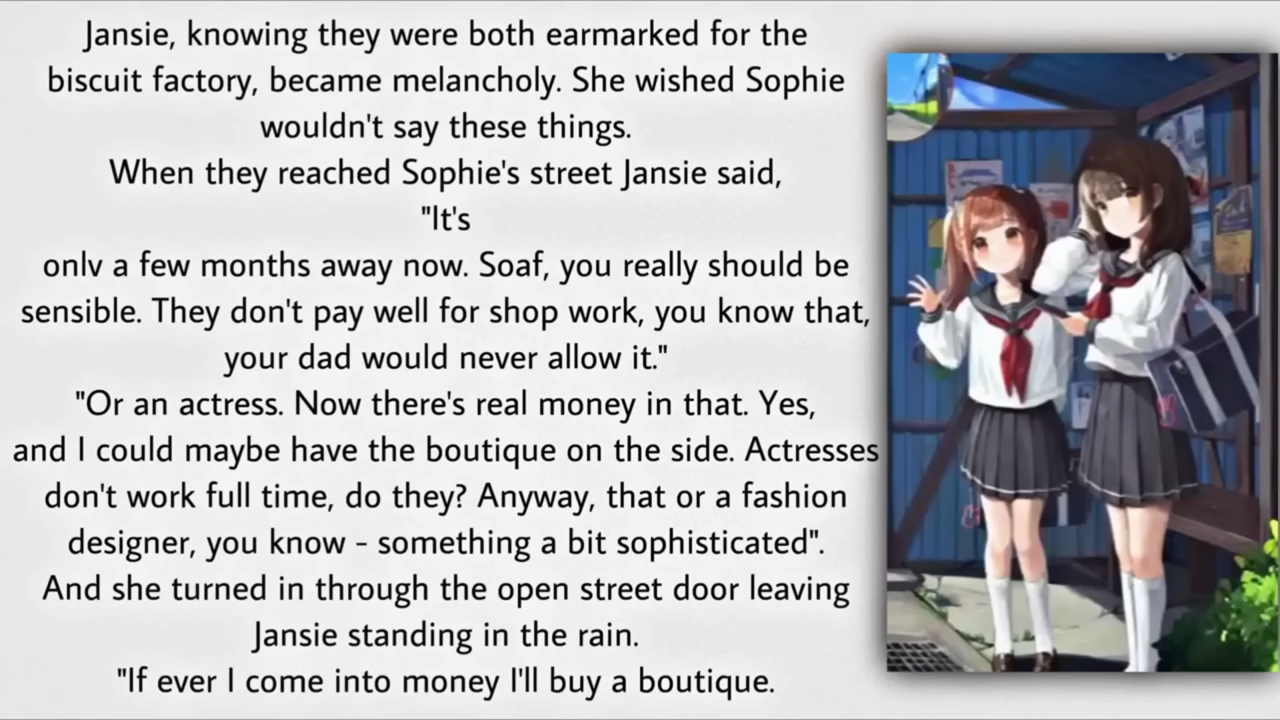 Jansie, knowing they were both earmarked for the
biscuit factory, became melancholy. She wished Sophie
wouldn't say these things.
When they reached Sophie's street Jansie said,
"It's
onlv a few months away now. Soaf, you really should be
sensible. They don't pay well for shop work, you know that,
your dad would never allow it."
"Or an actress. Now there's real money in that. Yes,
and I could maybe have the boutique on the side. Actresses
don't work full time, do they? Anyway, that or a fashion
designer, you know - something a bit sophisticated".
And she turned in through the open street door leaving
Jansie standing in the rain.
"If ever I come into money I'll buy a boutique.